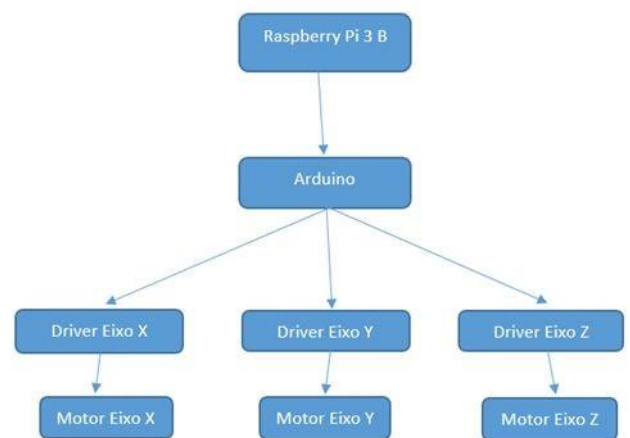 Raspberry Pi 3 B
Arduino
Driver Eixo X
Driver Eixo Y
Driver Eixo Z
Motor Eixo X
Motor Eixo Y
Motor Eixo Z